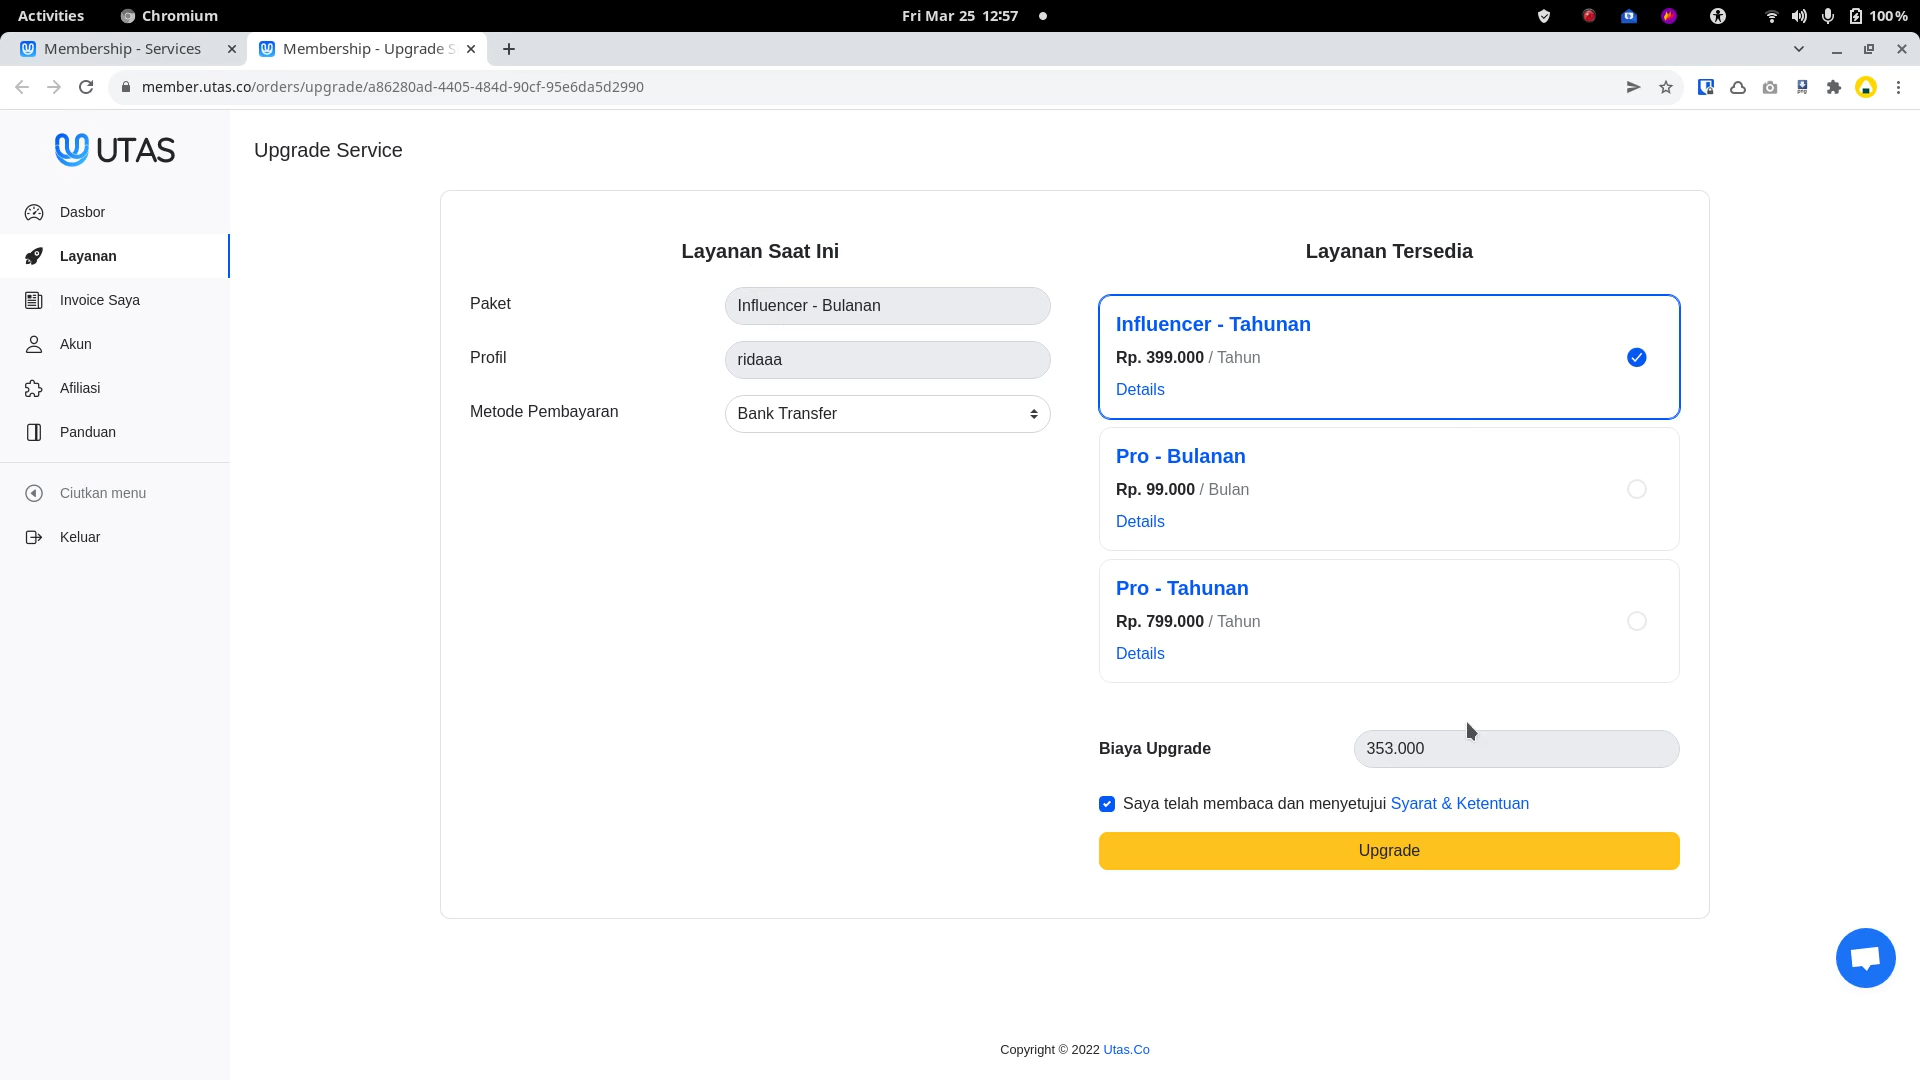 Activities
Chromium
Fri Mar 25 12:57
100 %
Membership - Services
Membership - Upgrade S
member.utas.co/orders/upgrade/a86280ad-4405-484d-90cf-95e6da5d2990
UTAS
Upgrade Service
Dasbor
Layanan
Invoice Saya
Akun
Afiliasi
Panduan
Ciutkan menu
Keluar
Layanan Saat Ini
Paket
Influencer - Bulanan
Profil
ridaaa
Metode Pembayaran
Bank Transfer
Layanan Tersedia
Influencer - Tahunan
Rp. 399.000 / Tahun
Details
Pro - Bulanan
Rp. 99.000 / Bulan
Details
Pro - Tahunan
Rp. 799.000 / Tahun
Details
Biaya Upgrade
353.000
Saya telah membaca dan menyetujui Syarat & Ketentuan
Upgrade
Copyright © 2022 Utas.Co